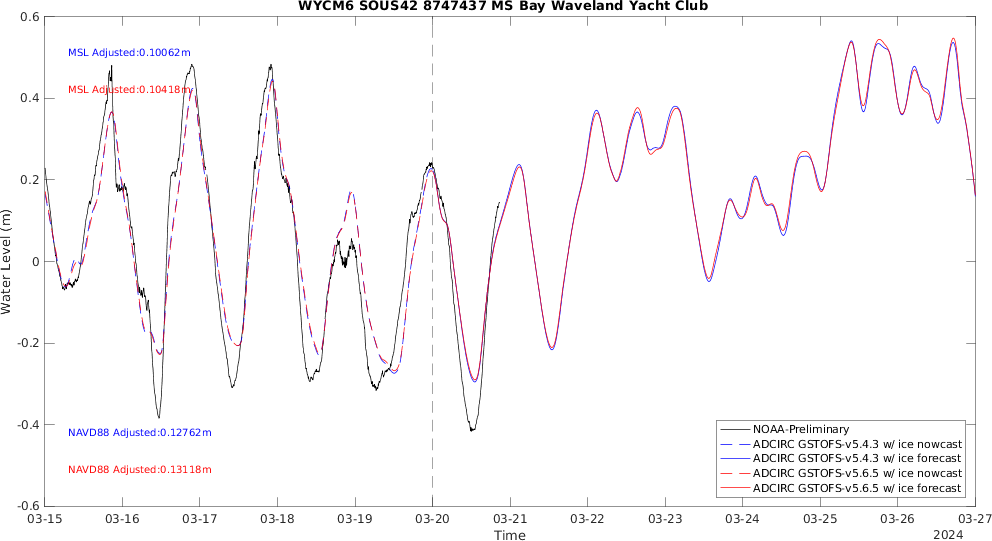 WYCM6 SOUS42 8747437 MS Bay Waveland Yacht Club
MSL Adjusted:0.10062m
MSL Adjusted:0.10418m
NAVD88 Adjusted:0.12762m
NAVD88 Adjusted:0.13118m
Water Level (m)
0.6
0.4
0.2
0
-0.2
-0.4
-0.6
NOAA-Preliminary
ADCIRC GSTOFS-v5.4.3 w/ ice nowcast
ADCIRC GSTOFS-v5.4.3 w/ ice forecast
ADCIRC GSTOFS-v5.6.5 w/ ice nowcast
ADCIRC GSTOFS-v5.6.5 w/ ice forecast
03-15 03-16 03-17 03-18 03-19 03-20 03-21 03-22 03-23 03-24 03-25 03-26 03-27
Time
2024